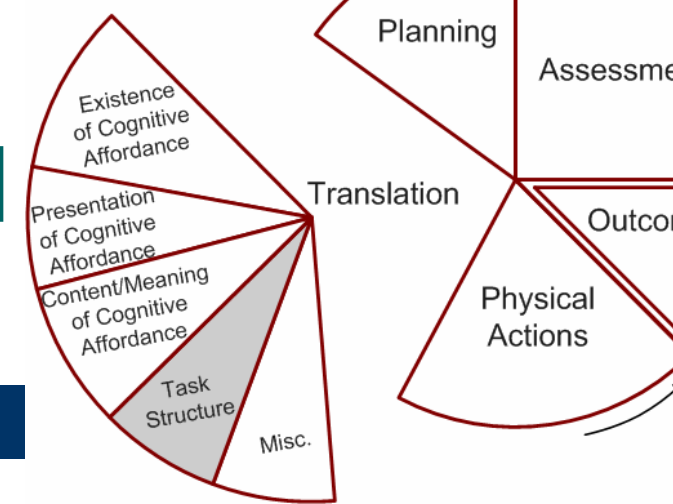 Planning
Assessme
Existence
of Cognitive
Affordance
Translation
Presentation
of Cognitive
Affordance
Outcor
Content/Meaning
of Cognitive
Affordance
Physical
Actions
Task
Structure
Misc.